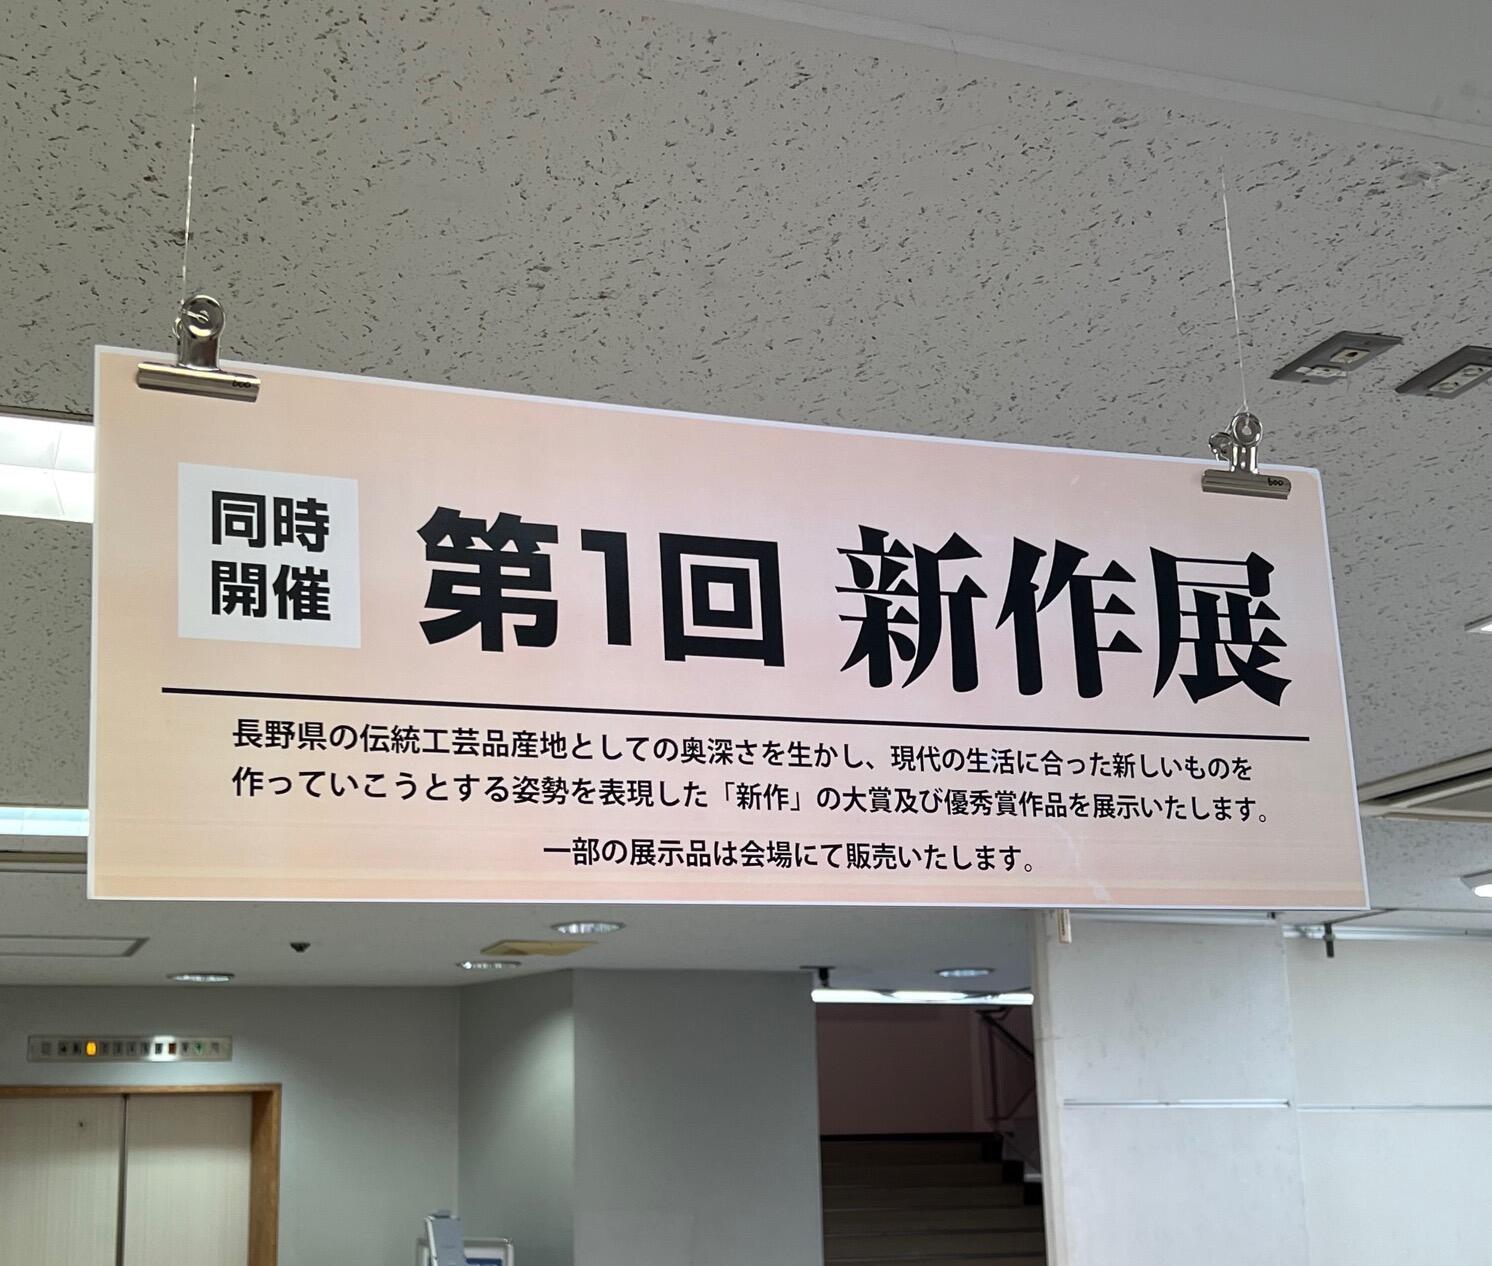 同時
開催
第1回 新作展
長野県の伝統工芸品産地としての奥深さを生かし、現代の生活に合った新しいものを
作っていこうとする姿勢を表現した「新作」の大賞及び優秀賞作品を展示いたします。
一部の展示品は会場にて販売いたします。